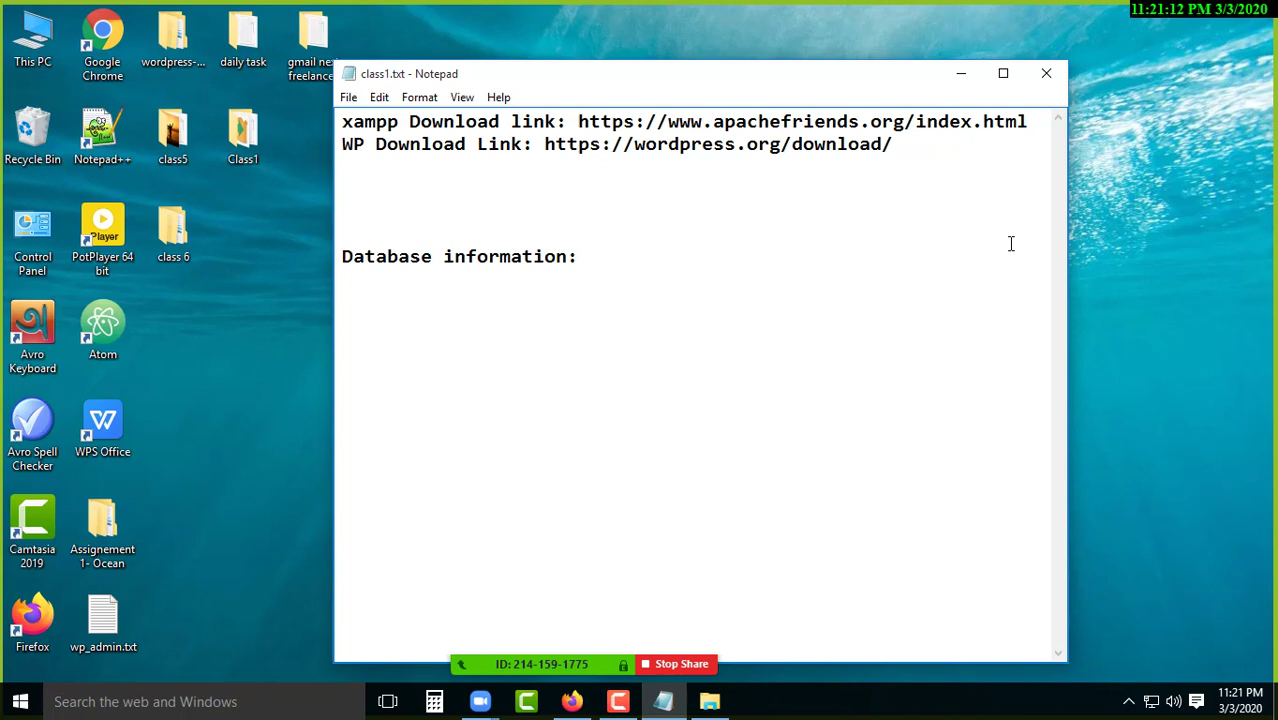 11:21:12 PM 3/3/2020
This PC
Google Chrome
wordpress-...
daily task
gmail nex
freelance
Recycle Bin
Notepad++
class5
Class1
Control Panel
Player
PotPlayer 64 bit
class 6
অ
Avro Keyboard
Atom
Avro Spell Checker
W
WPS Office
Camtasia 2019
Assignement 1- Ocean
Firefox
wp_admin.txt
class1.txt - Notepad
File Edit Format View Help
xampp Download link: https://www.apachefriends.org/index.html
WP Download Link: https://wordpress.org/download/
Database information:
ID: 214-159-1775 Stop Share
Search the web and Windows
11:21 PM
3/3/2020